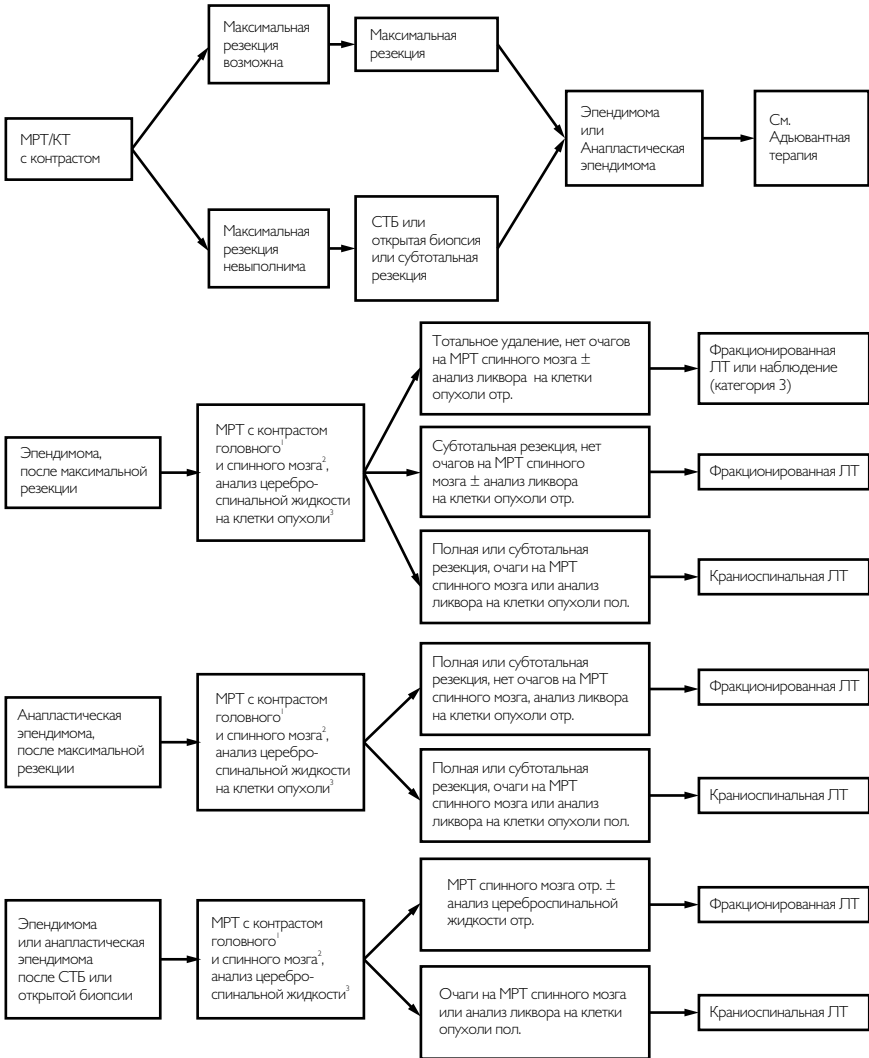 Максимальная
резекция
возможна
Максимальная
резекция
МРТ/КТ
с контрастом
Эпендимома
или
Анапластическая
эпендимома
См.
Адъювантная
терапия
Максимальная
резекция
невыполнима
СТБ или
открытая биопсия
или субтотальная
резекция
Эпендимома,
после максимальной
резекции
МРТ с контрастом
головного¹
и спинного мозга²,
анализ церебро-
спинальной жидкости
на клетки опухоли³
Тотальное удаление, нет очагов
на МРТ спинного мозга ±
анализ ликвора на клетки
опухоли отр.
Фракционированная
ЛТ или наблюдение
(категория 3)
Субтотальная резекция, нет
очагов на МРТ спинного
мозга ± анализ ликвора
на клетки опухоли отр.
Фракционированная ЛТ
Полная или субтотальная
резекция, очаги на МРТ
спинного мозга или анализ
ликвора на клетки опухоли пол.
Краниоспинальная ЛТ
Анапластическая
эпендимома,
после максимальной
резекции
МРТ с контрастом
головного¹
и спинного мозга²,
анализ церебро-
спинальной жидкости
на клетки опухоли³
Полная или субтотальная
резекция, нет очагов на МРТ
спинного мозга, анализ ликвора
на клетки опухоли отр.
Фракционированная ЛТ
Полная или субтотальная
резекция, очаги на МРТ
спинного мозга или анализ
ликвора на клетки опухоли пол.
Краниоспинальная ЛТ
Эпендимома
или анапластическая
эпендимома
после СТБ или
открытой биопсии
МРТ с контрастом
головного¹
и спинного мозга²,
анализ церебро-
спинальной жидкости³
МРТ спинного мозга отр. ±
анализ цереброспинальной
жидкости отр.
Фракционированная ЛТ
Очаги на МРТ спинного мозга
или анализ ликвора на клетки
опухоли пол.
Краниоспинальная ЛТ